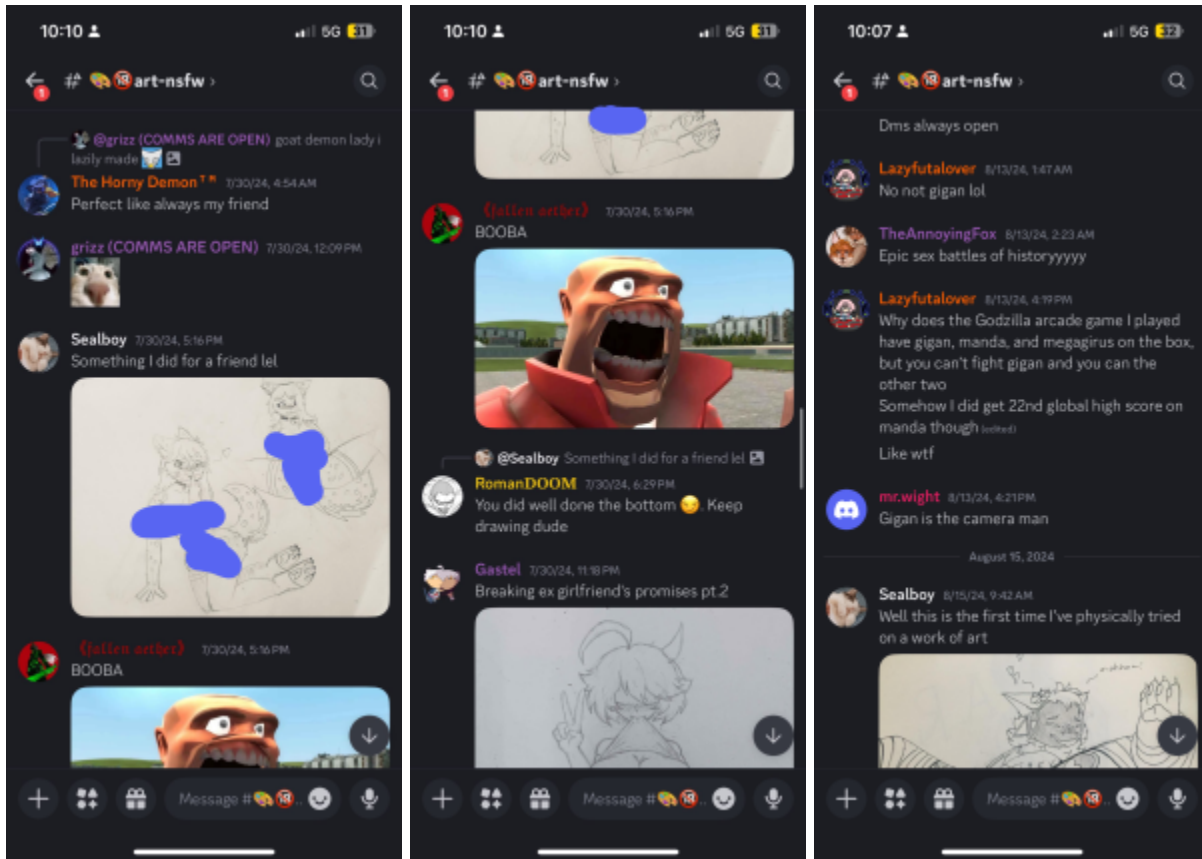 10:10
5G 31
# art-nsfw ›
1
@grizz (COMMS ARE OPEN) goat demon lady i
lazily made
The Horny Demon™ 7/30/24, 4:54 AM
Perfect like always my friend
grizz (COMMS ARE OPEN) 7/30/24, 12:09 PM
Sealboy 7/30/24, 5:16 PM
Something I did for a friend lel
《fallen aether》 7/30/24, 5:16 PM
BOOBA
Message #🎨🔞..
10:10
5G 31
# art-nsfw ›
1
《fallen aether》 7/30/24, 5:16 PM
BOOBA
@Sealboy Something I did for a friend lel
RomanDOOM 7/30/24, 6:29 PM
You did well done the bottom 😏. Keep
drawing dude
Gastel 7/30/24, 11:18 PM
Breaking ex girlfriend's promises pt.2
Message #🎨🔞..
10:07
5G 32
# art-nsfw ›
1
Dms always open
Lazyfutalover 8/13/24, 1:47 AM
No not gigan lol
TheAnnoyingFox 8/13/24, 2:23 AM
Epic sex battles of historyyyyy
Lazyfutalover 8/13/24, 4:19 PM
Why does the Godzilla arcade game I played
have gigan, manda, and megagirus on the box,
but you can't fight gigan and you can the
other two
Somehow I did get 22nd global high score on
manda though (edited)
Like wtf
mr.wight 8/13/24, 4:21 PM
Gigan is the camera man
August 15, 2024
Sealboy 8/15/24, 9:42 AM
Well this is the first time I've physically tried
on a work of art
Message #🎨🔞..